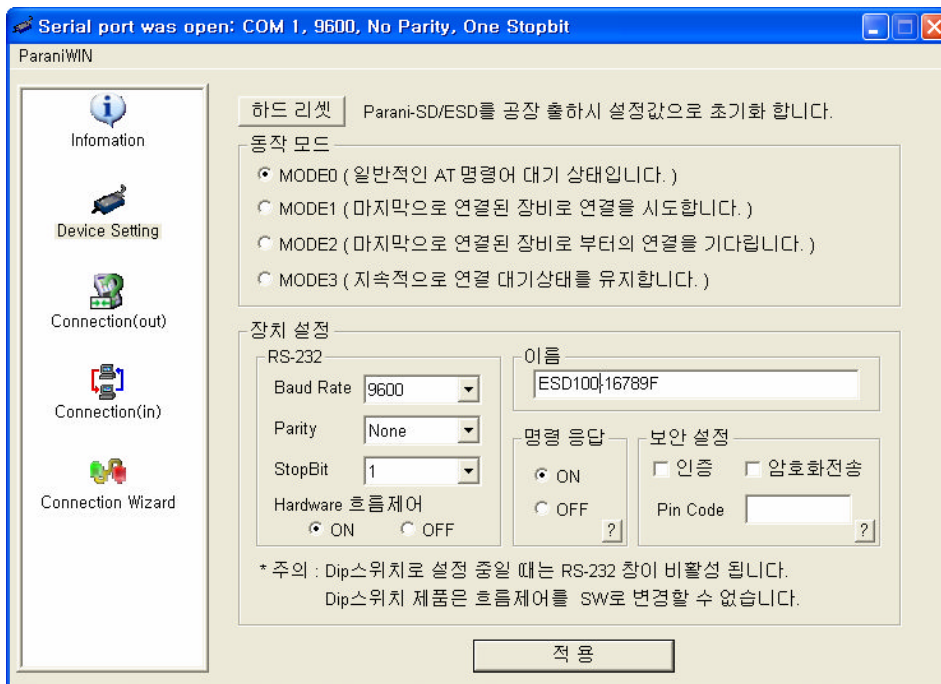 Serial port was open: COM 1, 9600, No Parity, One Stopbit
ParaniWIN
Infomation
Device Setting
Connection(out)
Connection(in)
Connection Wizard
하드 리셋 Parani-SD/ESD를 공장 출하시 설정값으로 초기화 합니다.
동작 모드
MODE0 ( 일반적인 AT 명령어 대기 상태입니다. )
MODE1 ( 마지막으로 연결된 장비로 연결을 시도합니다. )
MODE2 ( 마지막으로 연결된 장비로 부터의 연결을 기다립니다. )
MODE3 ( 지속적으로 연결 대기상태를 유지합니다. )
장치 설정
RS-232
Baud Rate 9600
Parity None
StopBit 1
Hardware 흐름제어
ON OFF
이름
ESD100-16789F
명령 응답
ON
OFF
?
보안 설정
인증 암호화전송
Pin Code
?
* 주의 : Dip스위치로 설정 중일 때는 RS-232 창이 비활성 됩니다.
Dip스위치 제품은 흐름제어를 SW로 변경할 수 없습니다.
적 용